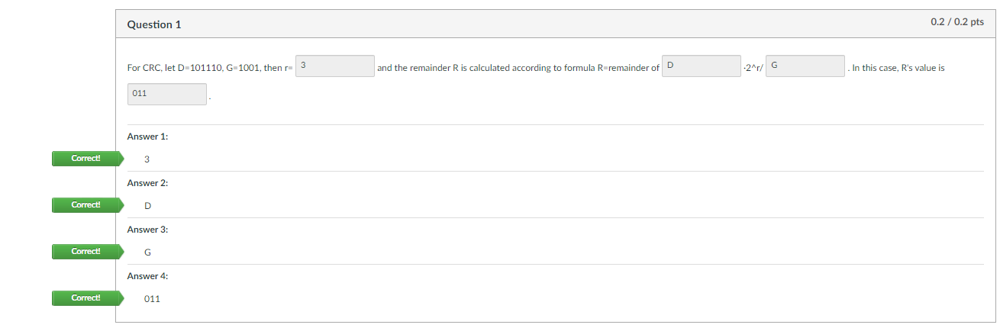 Question 1
0.2 / 0.2 pts
For CRC, let D=101110, G=1001, then r= 3 and the remainder R is calculated according to formula R=remainder of D ·2^r/ G . In this case, R's value is
011 .
Answer 1:
Correct! 3
Answer 2:
Correct! D
Answer 3:
Correct! G
Answer 4:
Correct! 011